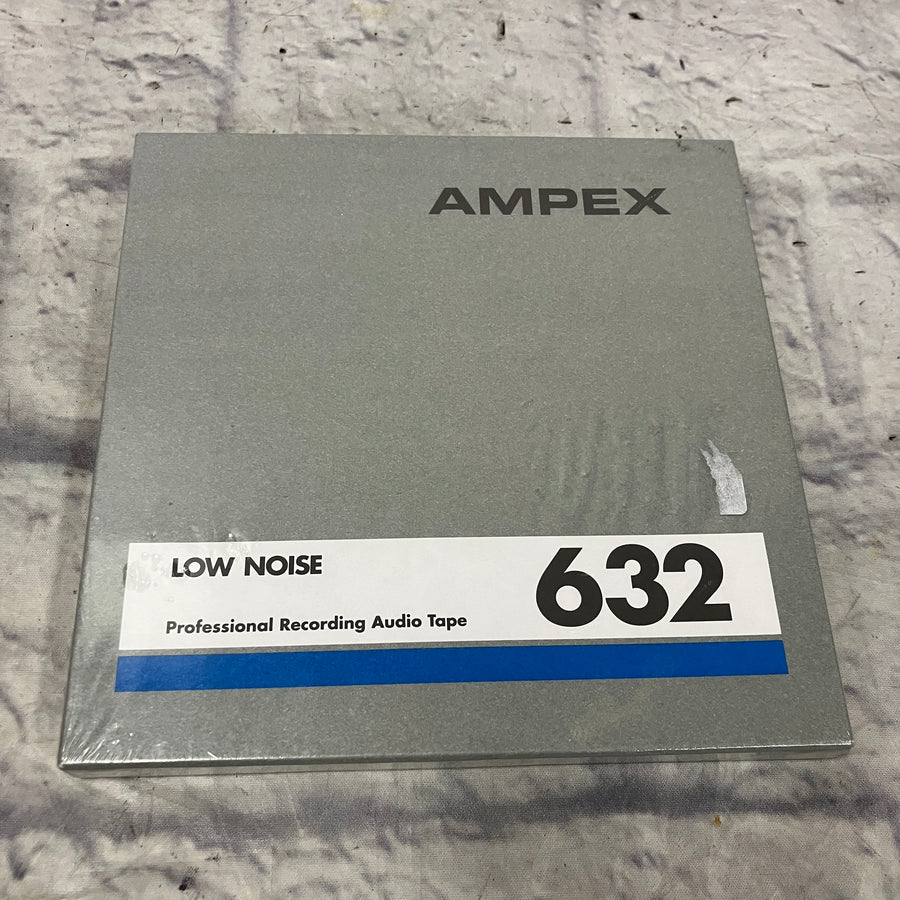 AMPEX
LOW NOISE
632
Professional Recording Audio Tape